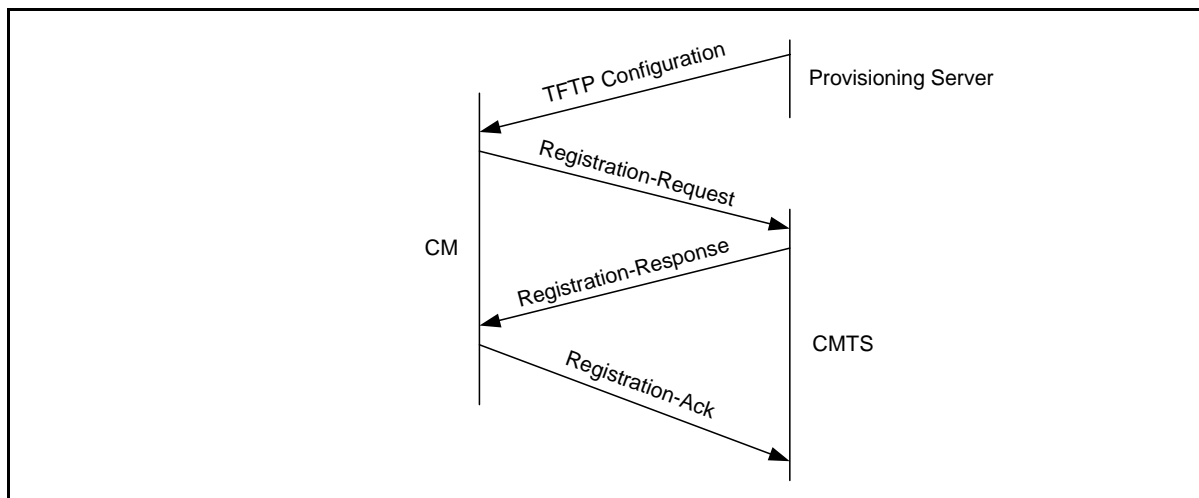 TFTP Configuration
Provisioning Server
Registration-Request
CM
Registration-Response
CMTS
Registration-Ack